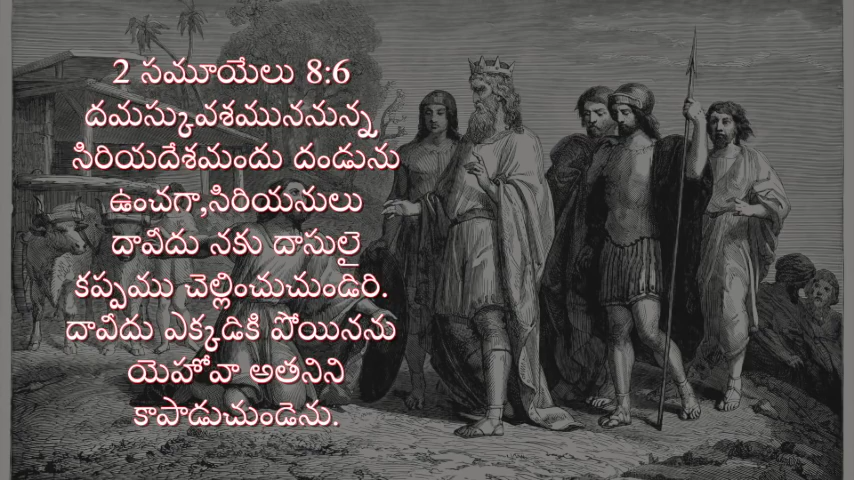 2 సమూయేలు 8:6
దమస్కువశముననున్న
సిరియదేశమందు దండును
ఉంచగా,సిరియనులు
దావీదు నకు దాసులై
కప్పము చెల్లించుచుండిరి.
దావీదు ఎక్కడికి పోయినను
యెహోవా అతనిని
కాపాడుచుండెను.